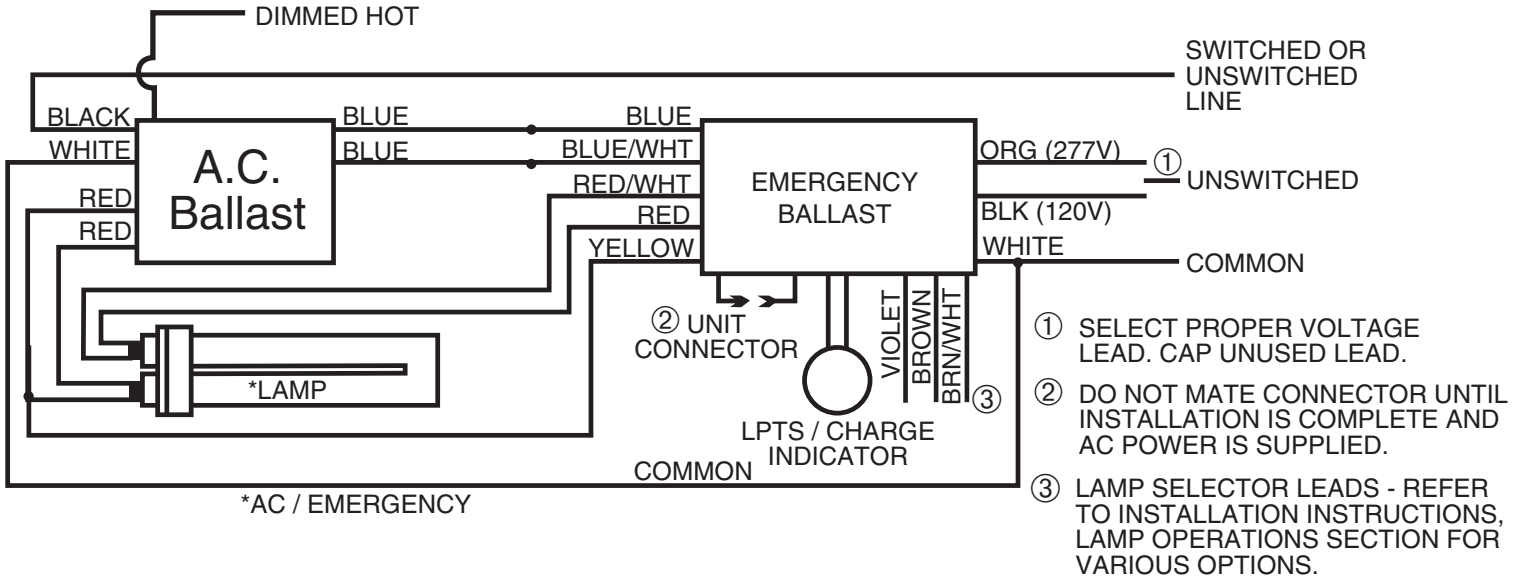 DIMMED HOT
SWITCHED OR
UNSWITCHED
LINE
BLACK
WHITE
RED
RED
A.C.
Ballast
BLUE
BLUE
BLUE
BLUE/WHT
RED/WHT
RED
YELLOW
EMERGENCY
BALLAST
ORG (277V)
①
UNSWITCHED
BLK (120V)
WHITE
COMMON
② UNIT
CONNECTOR
VIOLET
BROWN
BRN/WHT
③
LPTS / CHARGE
INDICATOR
*LAMP
COMMON
*AC / EMERGENCY
① SELECT PROPER VOLTAGE
LEAD. CAP UNUSED LEAD.
② DO NOT MATE CONNECTOR UNTIL
INSTALLATION IS COMPLETE AND
AC POWER IS SUPPLIED.
③ LAMP SELECTOR LEADS - REFER
TO INSTALLATION INSTRUCTIONS,
LAMP OPERATIONS SECTION FOR
VARIOUS OPTIONS.